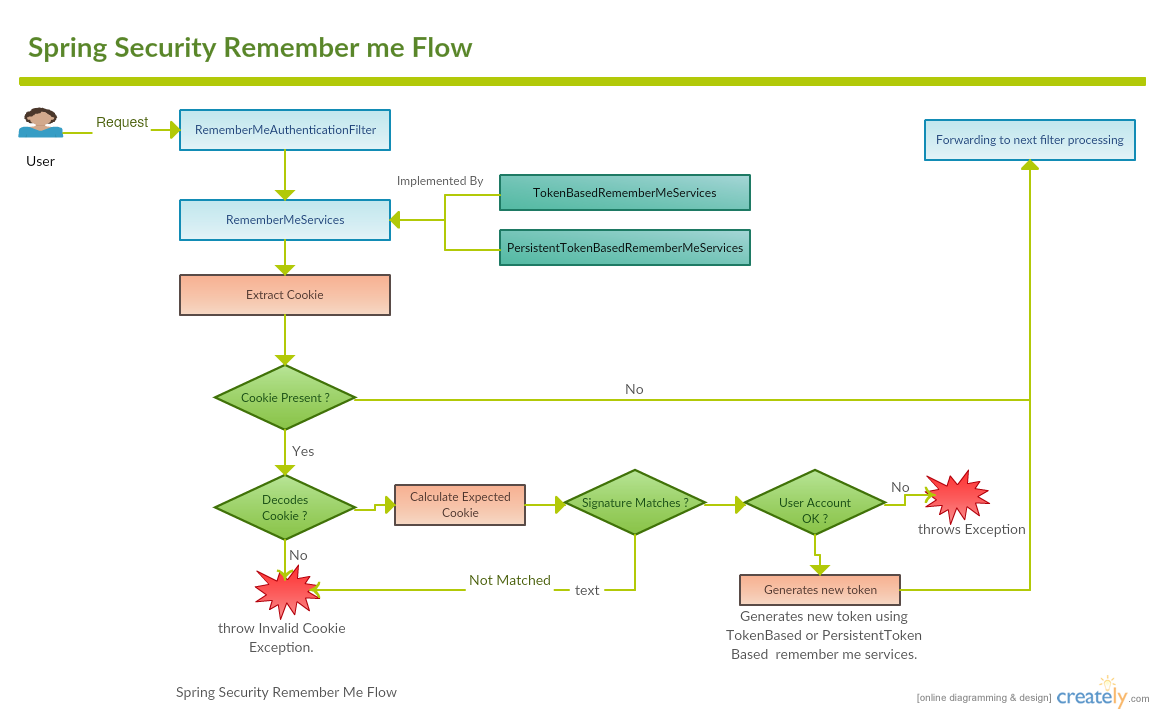 Spring Security Remember me Flow
Request
User
RememberMeAuthenticationFilter
Forwarding to next filter processing
Implemented By
TokenBasedRememberMeServices
RememberMeServices
PersistentTokenBasedRememberMeServices
Extract Cookie
Cookie Present ?
No
Yes
Decodes
Cookie ?
Calculate Expected
Cookie
Signature Matches ?
User Account
OK ?
No
throws Exception
No
Not Matched
text
throw Invalid Cookie
Exception.
Generates new token
Generates new token using
TokenBased or PersistentToken
Based remember me services.
Spring Security Remember Me Flow
[online diagramming & design] creately.com